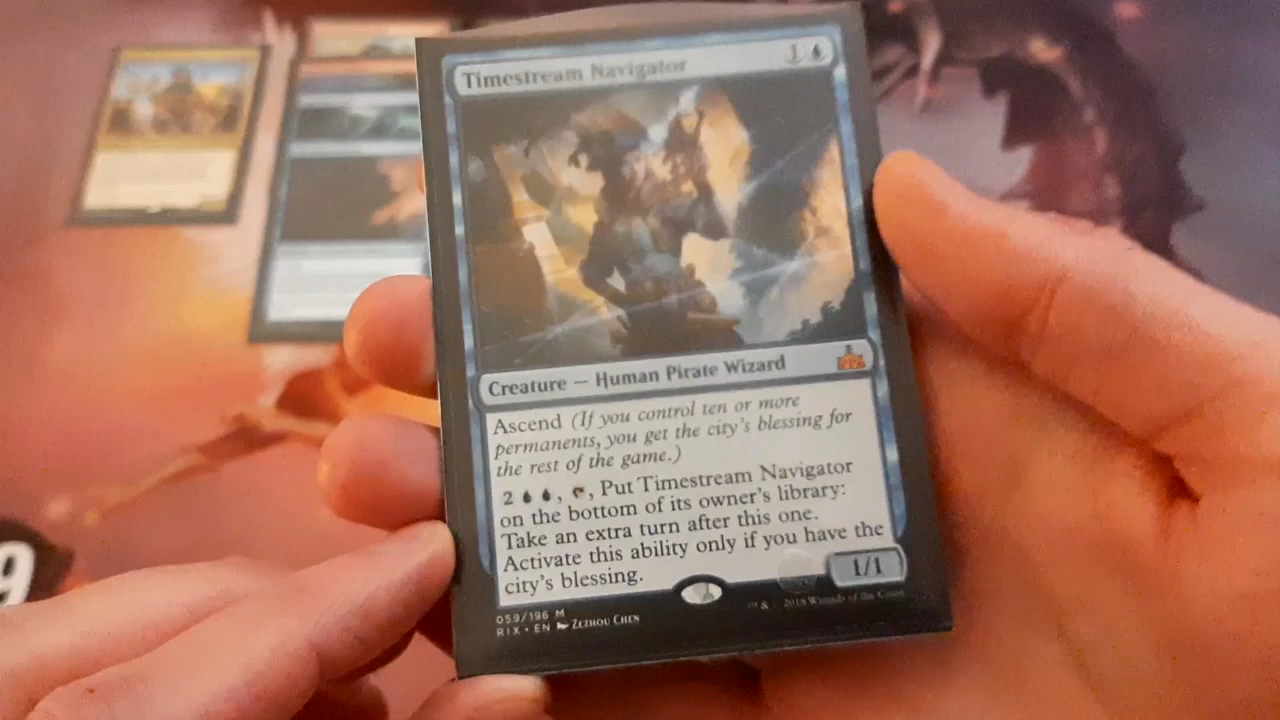 Timestream Navigator 1
Creature — Human Pirate Wizard
Ascend (If you control ten or more
permanents, you get the city's blessing for
the rest of the game.)
2, , Put Timestream Navigator
on the bottom of its owner's library:
Take an extra turn after this one.
Activate this ability only if you have the
city's blessing.
1/1
059/196 M
RIX • EN ZEZHOU CHEN
™ & 2018 Wizards of the Coast
9